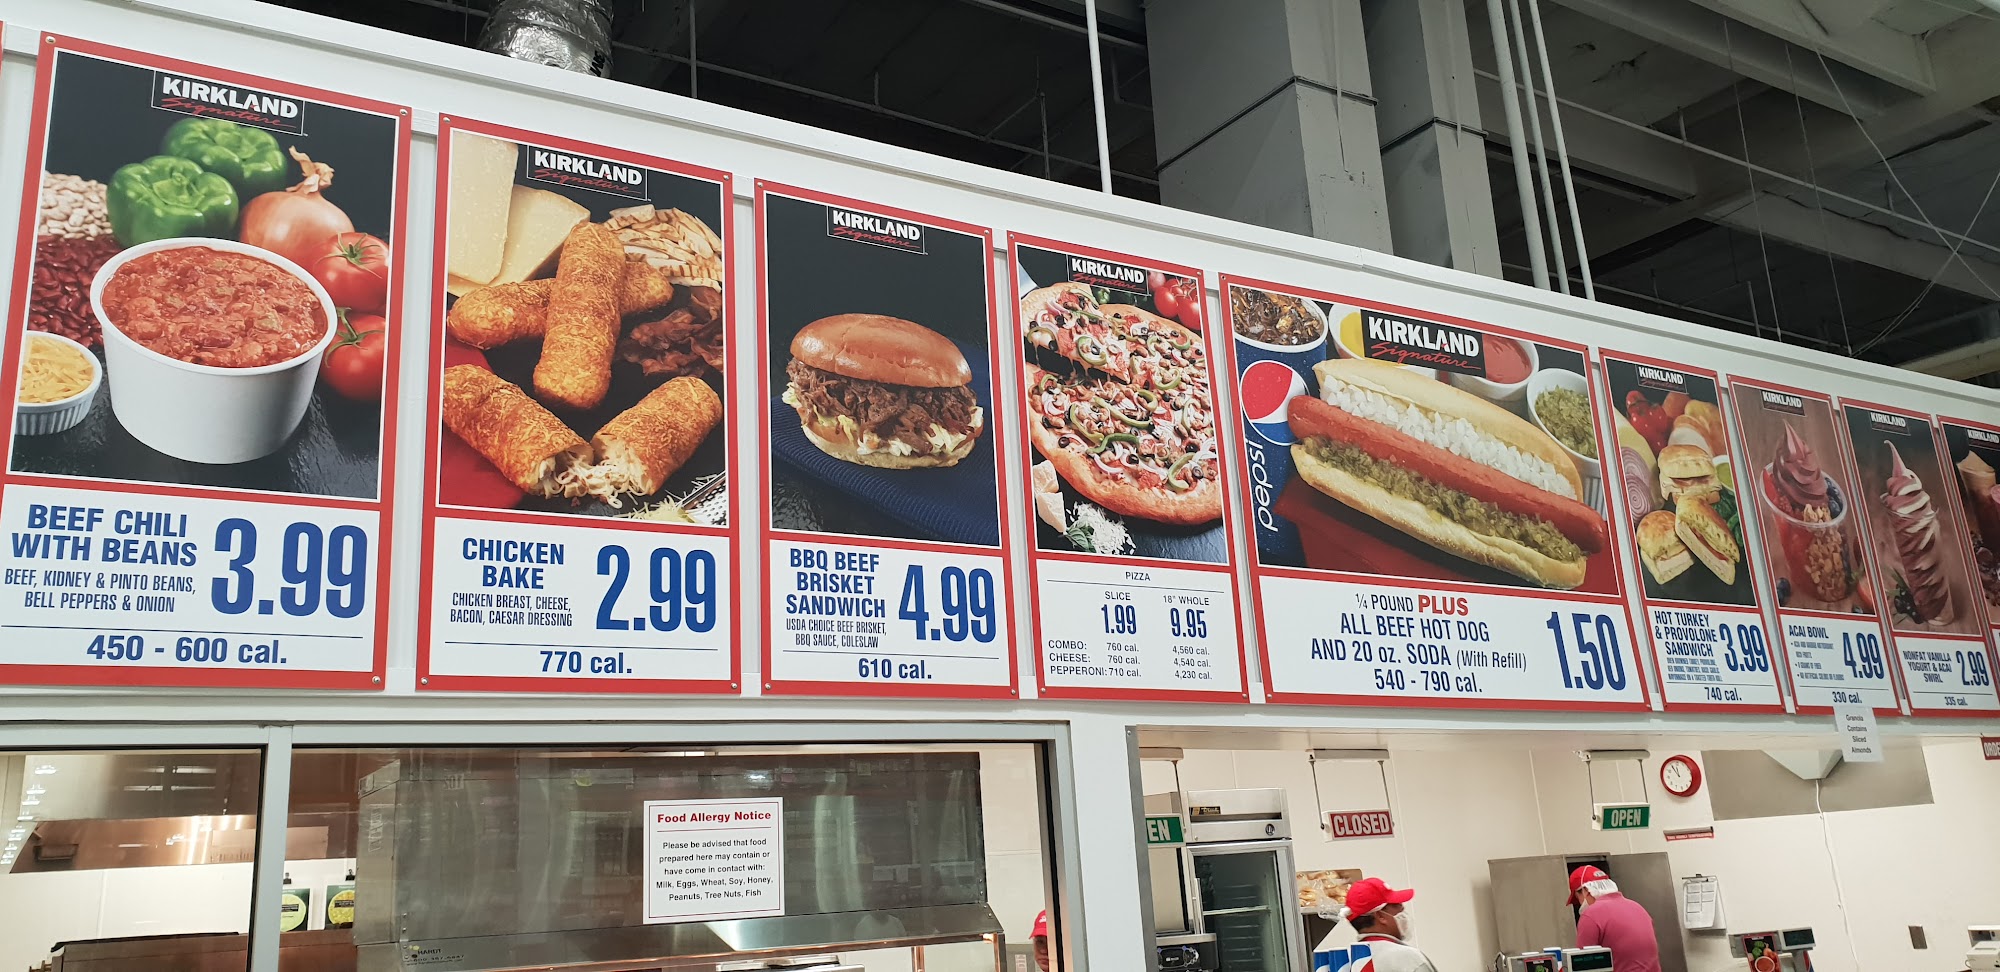 KIRKLAND
Signature
BEEF CHILI
WITH BEANS
BEEF, KIDNEY & PINTO BEANS,
BELL PEPPERS & ONION
3.99
450 - 600 cal.
KIRKLAND
Signature
CHICKEN
BAKE
CHICKEN BREAST, CHEESE,
BACON, CAESAR DRESSING
2.99
770 cal.
KIRKLAND
Signature
BBQ BEEF
BRISKET
SANDWICH
USDA CHOICE BEEF BRISKET,
BBQ SAUCE, COLESLAW
4.99
610 cal.
KIRKLAND
Signature
PIZZA
SLICE 18" WHOLE
1.99 9.95
COMBO: 760 cal. 4,560 cal.
CHEESE: 760 cal. 4,540 cal.
PEPPERONI: 710 cal. 4,230 cal.
KIRKLAND
Signature
pepsi
1/4 POUND PLUS
ALL BEEF HOT DOG
AND 20 oz. SODA (With Refill)
540 - 790 cal.
1.50
KIRKLAND
Signature
HOT TURKEY
& PROVOLONE
SANDWICH
3.99
740 cal.
KIRKLAND
Signature
ACAI BOWL
4.99
330 cal.
Granola
Contains
Sliced
Almonds
KIRKLAND
NONFAT VANILLA
YOGURT & ACAI
SWIRL
2.99
335 cal.
KIRKLAND
Food Allergy Notice
Please be advised that food
prepared here may contain or
have come in contact with:
Milk, Eggs, Wheat, Soy, Honey,
Peanuts, Tree Nuts, Fish
EN
CLOSED
OPEN
ORDE